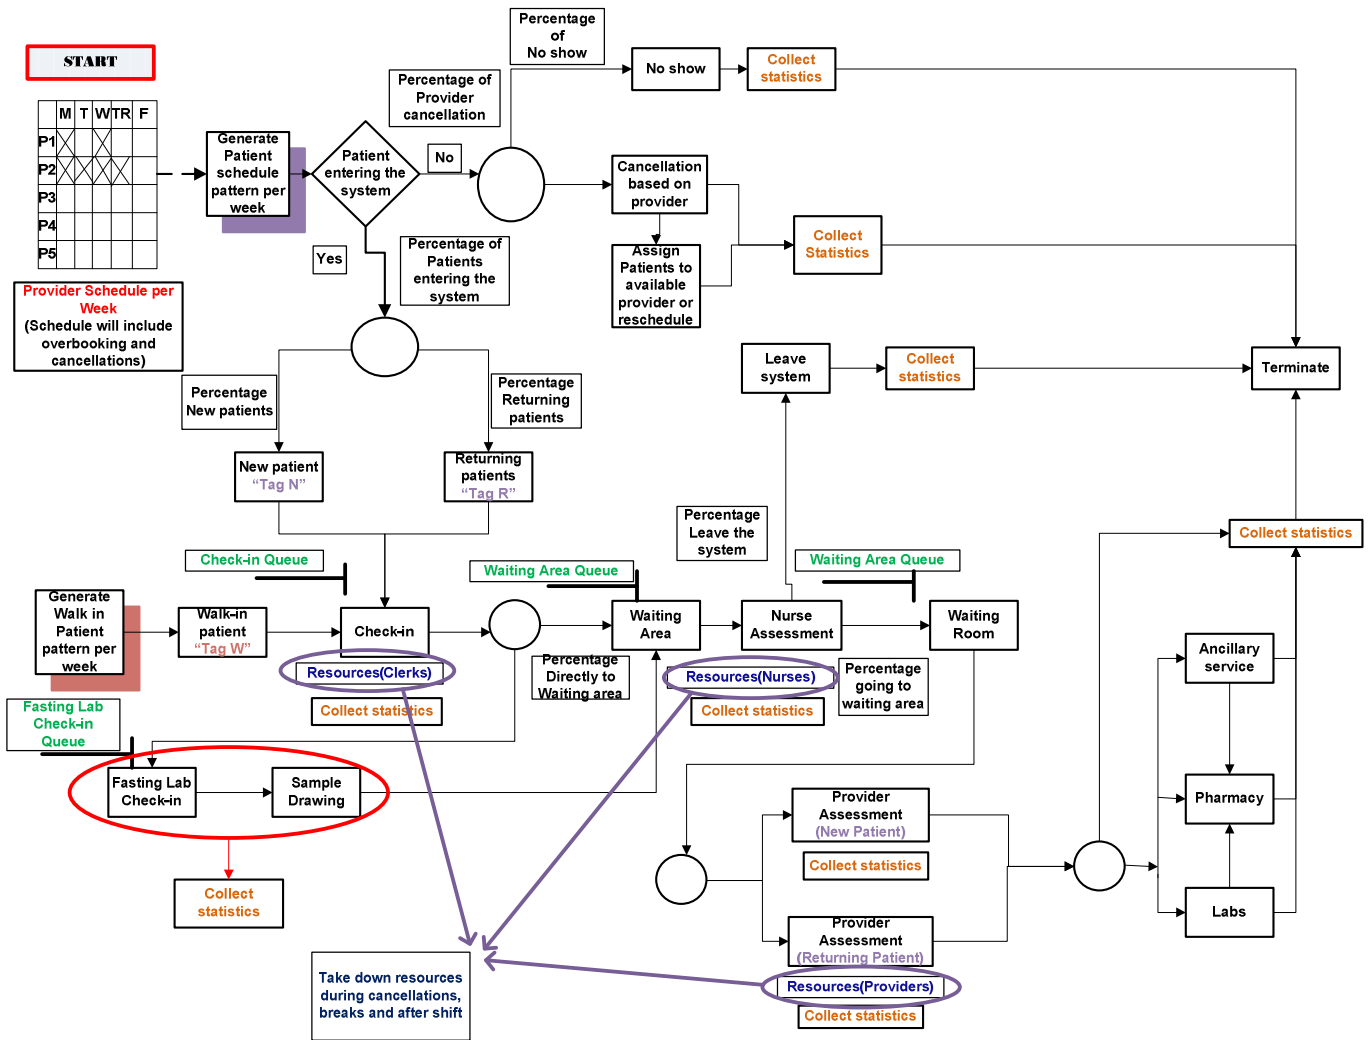 START
M T W TR F
P1
P2
P3
P4
P5
Provider Schedule per
Week
(Schedule will include
overbooking and
cancellations)
Generate
Patient
schedule
pattern per
week
Patient
entering the
system
No
Yes
Percentage of
Provider
cancellation
Percentage
of
No show
No show
Collect
statistics
Cancellation
based on
provider
Assign
Patients to
available
provider or
reschedule
Collect
Statistics
Percentage of
Patients
entering the
system
Percentage
New patients
Percentage
Returning
patients
New patient
“Tag N”
Returning
patients
“Tag R”
Leave
system
Collect
statistics
Terminate
Percentage
Leave the
system
Collect statistics
Check-in Queue
Waiting Area Queue
Waiting Area Queue
Generate
Walk in
Patient
pattern per
week
Walk-in
patient
“Tag W”
Check-in
Resources(Clerks)
Collect statistics
Waiting
Area
Percentage
Directly to
Waiting area
Nurse
Assessment
Resources(Nurses)
Collect statistics
Waiting
Room
Percentage
going to
waiting area
Fasting Lab
Check-in
Queue
Fasting Lab
Check-in
Sample
Drawing
Collect
statistics
Provider
Assessment
(New Patient)
Collect statistics
Provider
Assessment
(Returning Patient)
Resources(Providers)
Collect statistics
Ancillary
service
Pharmacy
Labs
Take down resources
during cancellations,
breaks and after shift